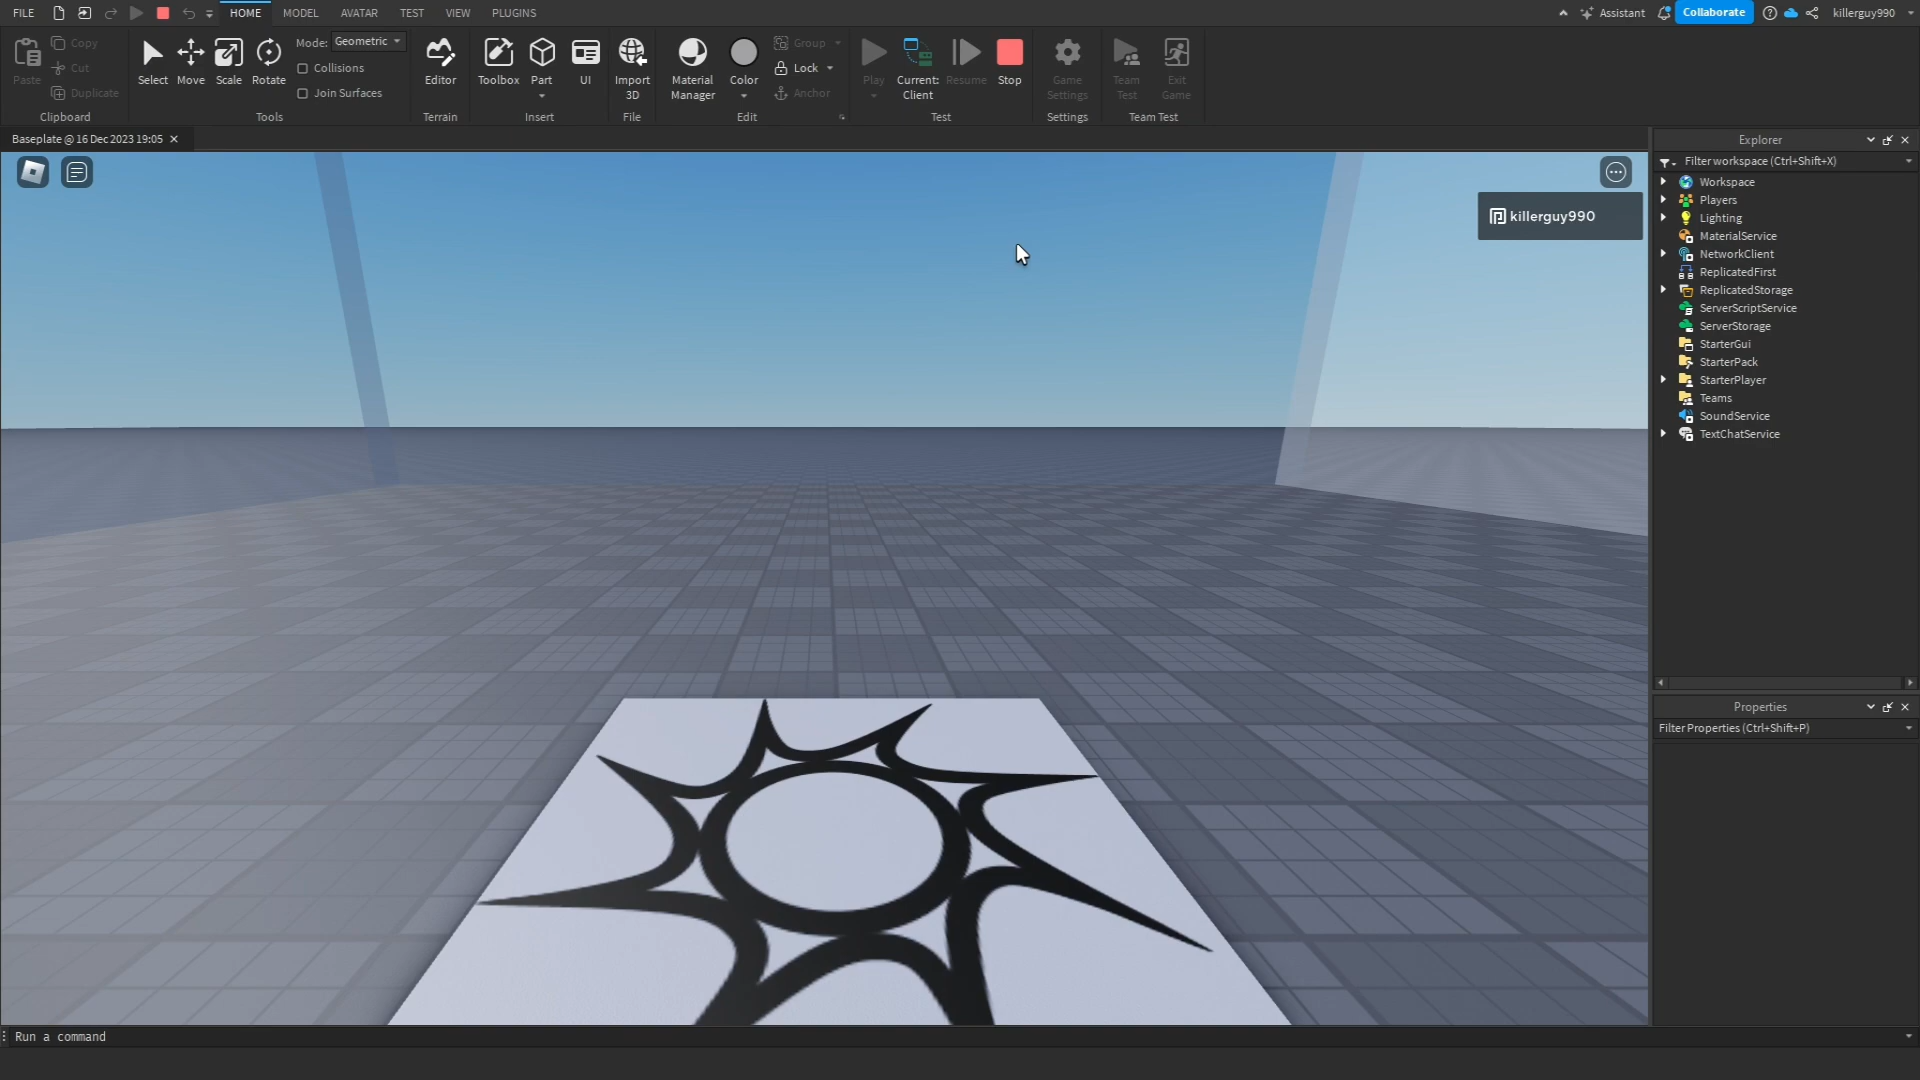 FILE HOME MODEL AVATAR TEST VIEW PLUGINS Assistant Collaborate killerguy990
Paste Copy Cut Duplicate
Clipboard
Select Move Scale Rotate
Mode: Geometric
Collisions
Join Surfaces
Tools
Editor
Terrain
Toolbox Part UI
Insert
Import 3D
File
Material Manager Color
Group
Lock
Anchor
Edit
Play Current: Client Resume Stop
Test
Game Settings
Settings
Team Test Exit Game
Team Test
Baseplate @ 16 Dec 2023 19:05
killerguy990
Explorer
Filter workspace (Ctrl+Shift+X)
Workspace
Players
Lighting
MaterialService
NetworkClient
ReplicatedFirst
ReplicatedStorage
ServerScriptService
ServerStorage
StarterGui
StarterPack
StarterPlayer
Teams
SoundService
TextChatService
Properties
Filter Properties (Ctrl+Shift+P)
Run a command